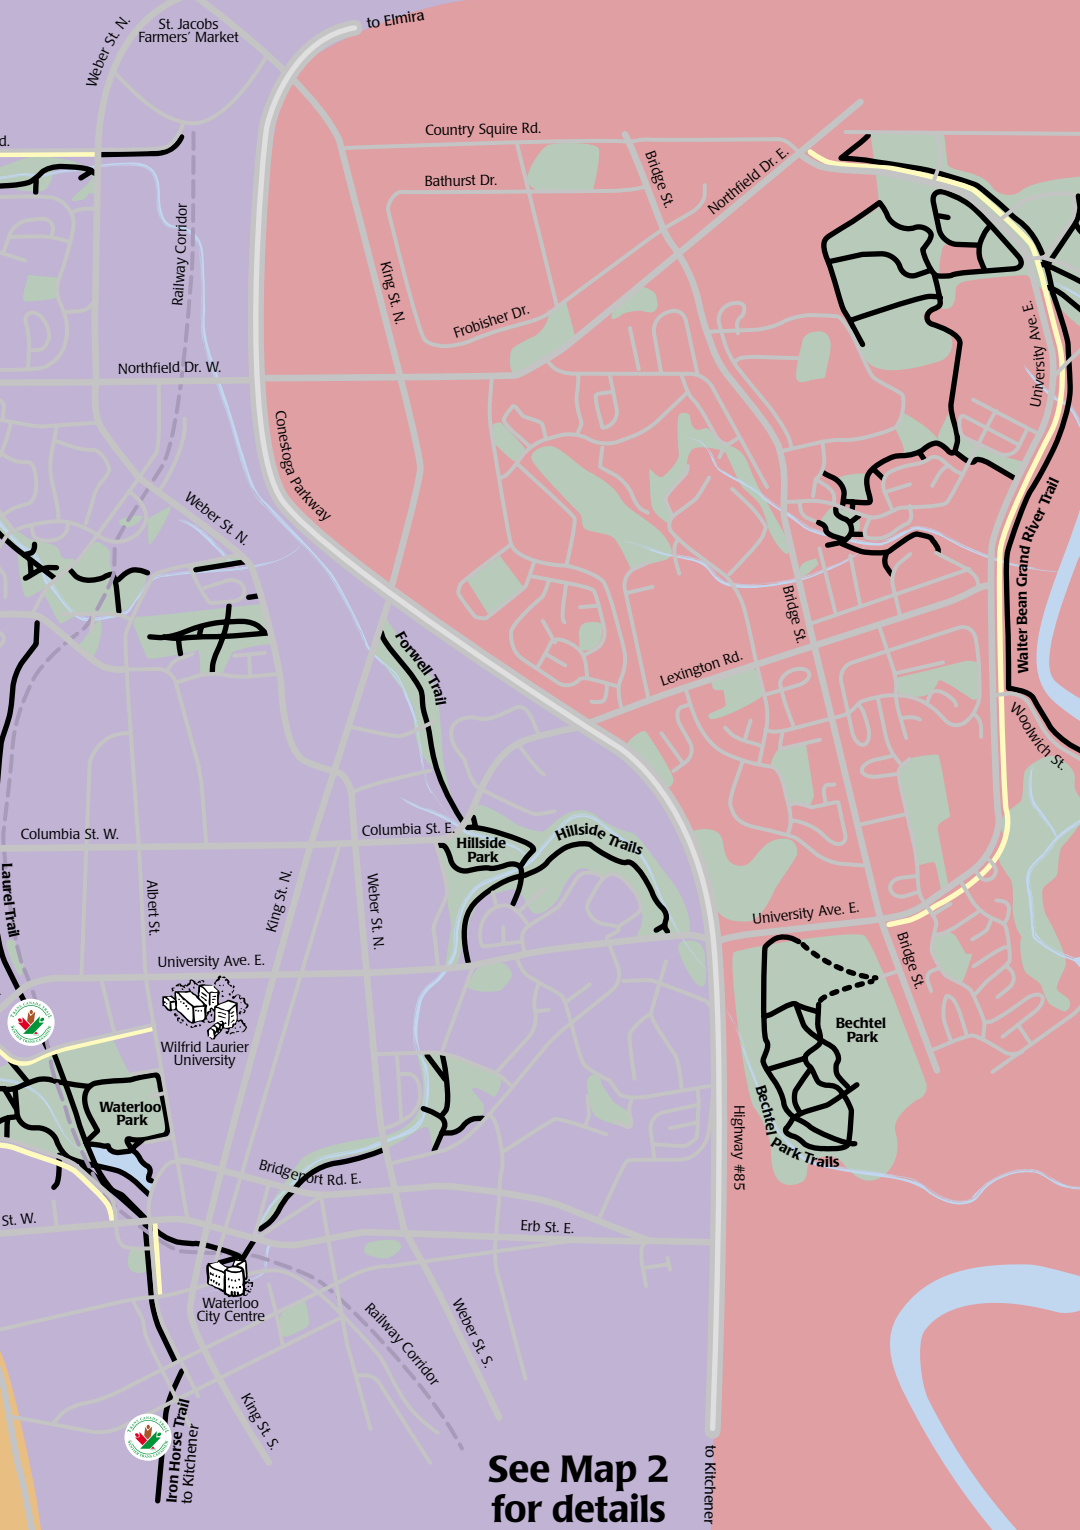 to Elmira
St. Jacobs
Farmers' Market
Weber St. N.
d.
Country Squire Rd.
Bridge St.
Northfield Dr. E.
Bathurst Dr.
Railway Corridor
King St. N.
Frobisher Dr.
University Ave. E.
Northfield Dr. W.
Conestoga Parkway
Weber St. N.
Walter Bean Grand River Trail
Bridge St.
Forwell Trail
Lexington Rd.
Woolwich St.
Columbia St. W.
Columbia St. E.
Hillside
Park
Hillside Trails
Laurel Trail
Albert St.
King St. N.
Weber St. N.
University Ave. E.
Bridge St.
University Ave. E.
Wilfrid Laurier
University
Bechtel
Park
Waterloo
Park
Bechtel Park Trails
Highway #85
Bridgeport Rd. E.
St. W.
Erb St. E.
Waterloo
City Centre
Railway Corridor
Weber St. S.
King St. S.
Iron Horse Trail
to Kitchener
to Kitchener
See Map 2
for details